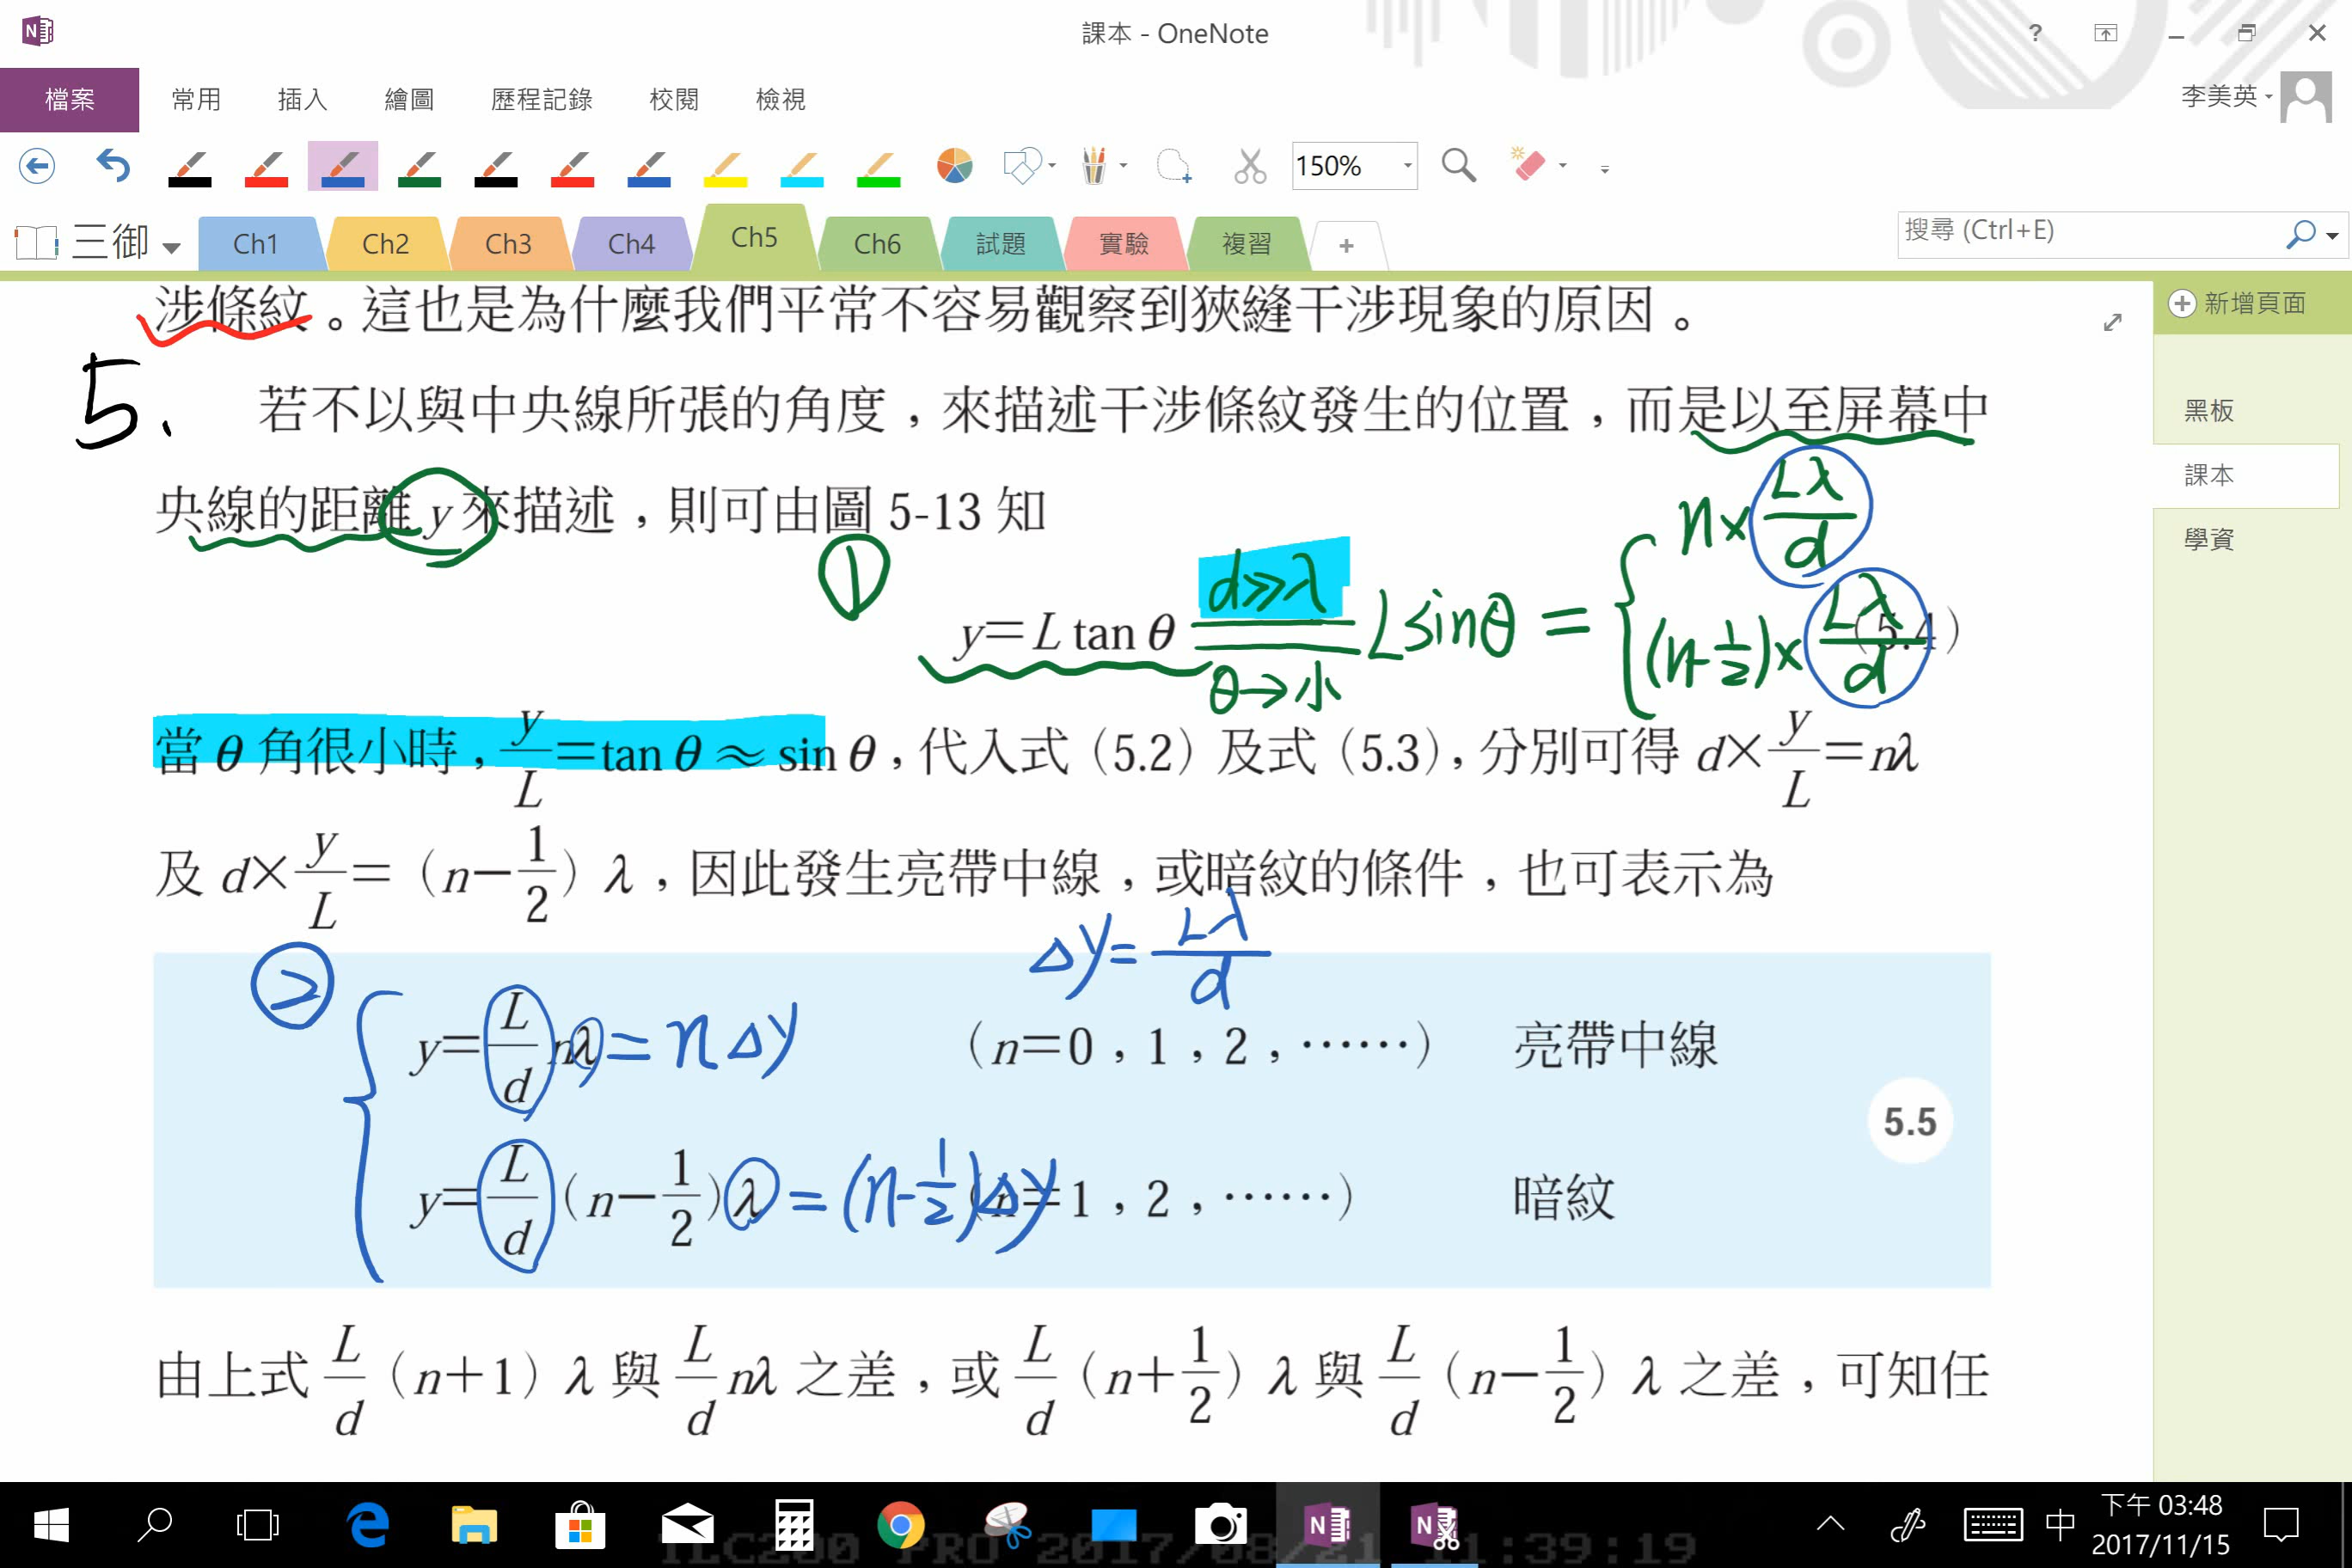 課本 - OneNote
?
檔案 常用 插入 繪圖 歷程記錄 校閱 檢視
李美英
150%
三御 Ch1 Ch2 Ch3 Ch4 Ch5 Ch6 試題 實驗 複習 +
搜尋 (Ctrl+E)
新增頁面
黑板
課本
學資
涉條紋。這也是為什麼我們平常不容易觀察到狹縫干涉現象的原因。
5.
若不以與中央線所張的角度，來描述干涉條紋發生的位置，而是以至屏幕中
央線的距離 y 來描述，則可由圖 5-13 知
① y=L tan θ d≫λ θ→小 Lsinθ = { n×Lλ/d (n-1/2)×Lλ/d (5.4)
當 θ 角很小時，y/L=tan θ≈sin θ，代入式（5.2）及式（5.3），分別可得 d×y/L=nλ
及 d×y/L=（n−1/2）λ，因此發生亮帶中線，或暗紋的條件，也可表示為
Δy=Lλ/d
② { y=L/d nλ = nΔy （n=0，1，2，……） 亮帶中線
5.5
y=L/d（n−1/2）λ = (n-1/2)Δy （n=1，2，……） 暗紋
由上式 L/d（n+1）λ 與 L/d nλ 之差，或 L/d（n+1/2）λ 與 L/d（n−1/2）λ 之差，可知任
中
下午 03:48
2017/11/15
ILC200 PRO 2017/08/21 11:39:19